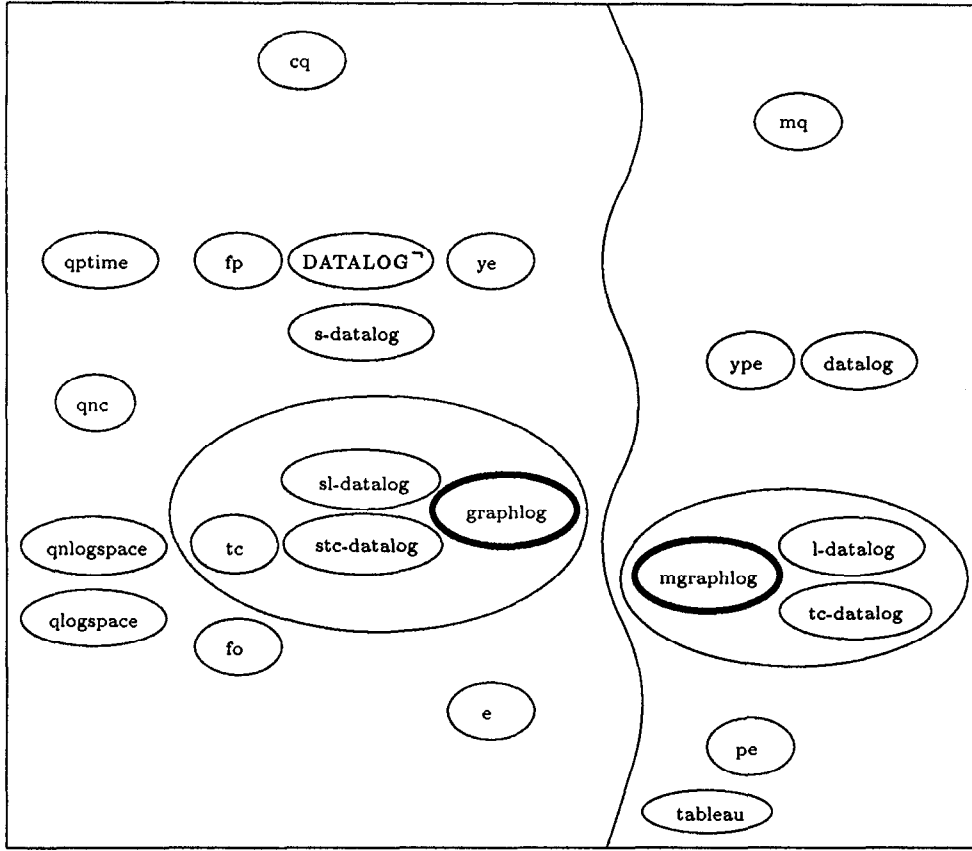 cq
mq
qptime fp DATALOG¬ ye
s-datalog
ype datalog
qnc
sl-datalog
graphlog
qnlogspace tc stc-datalog
l-datalog
mgraphlog
qlogspace
tc-datalog
fo
e
pe
tableau